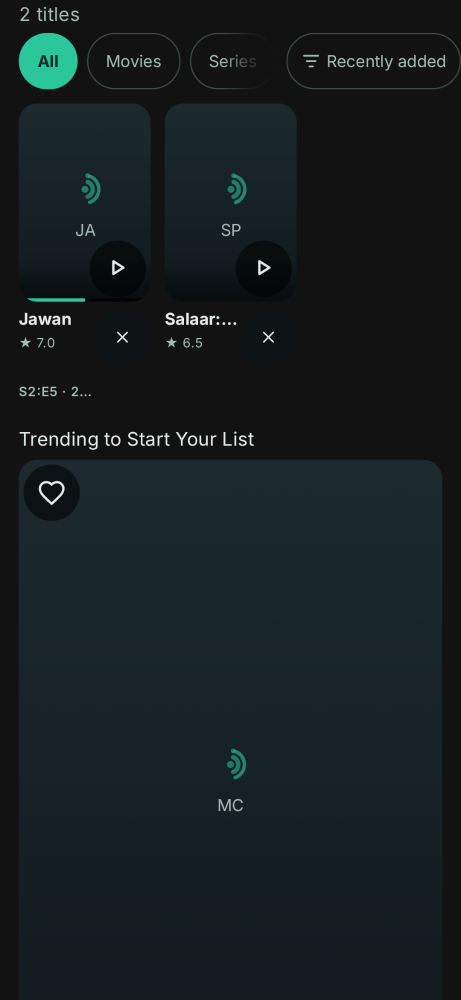 2 titles
All
Movies
Series
Recently added
JA
SP
Jawan
Salaar:...
★ 7.0
★ 6.5
S2:E5 · 2...
Trending to Start Your List
MC